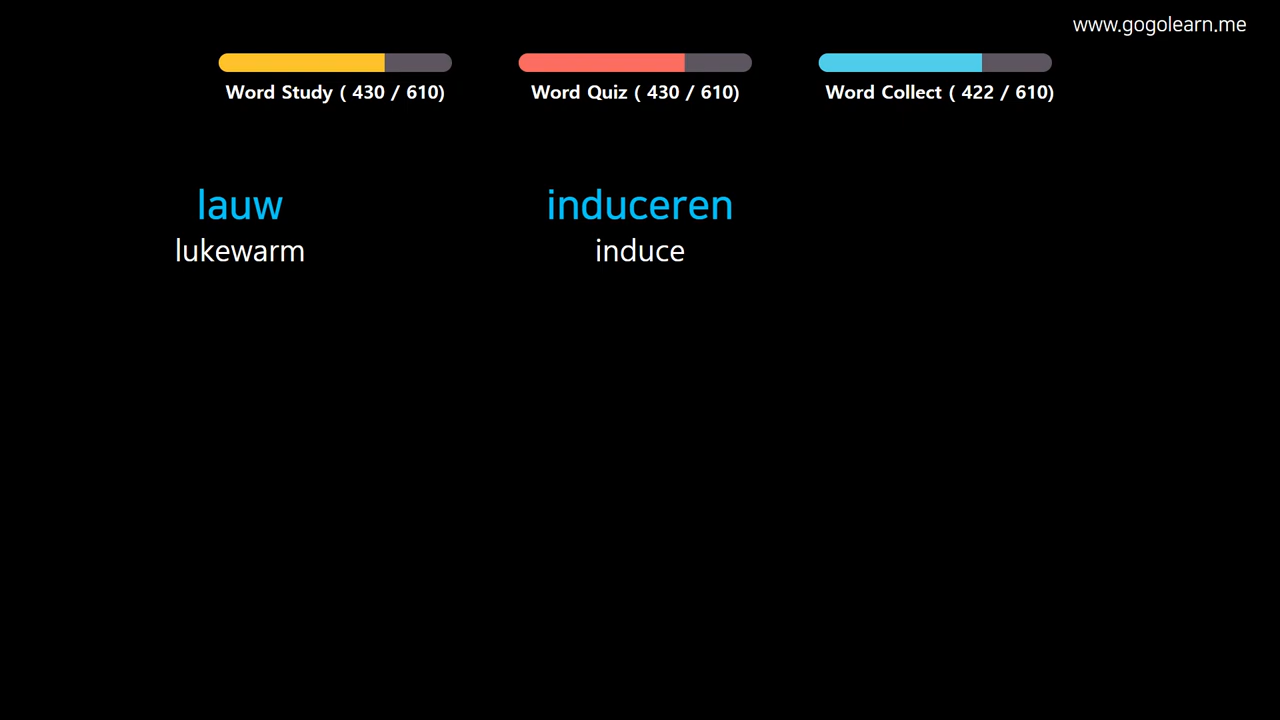 www.gogolearn.me
Word Study ( 430 / 610)
Word Quiz ( 430 / 610)
Word Collect ( 422 / 610)
lauw
lukewarm
induceren
induce